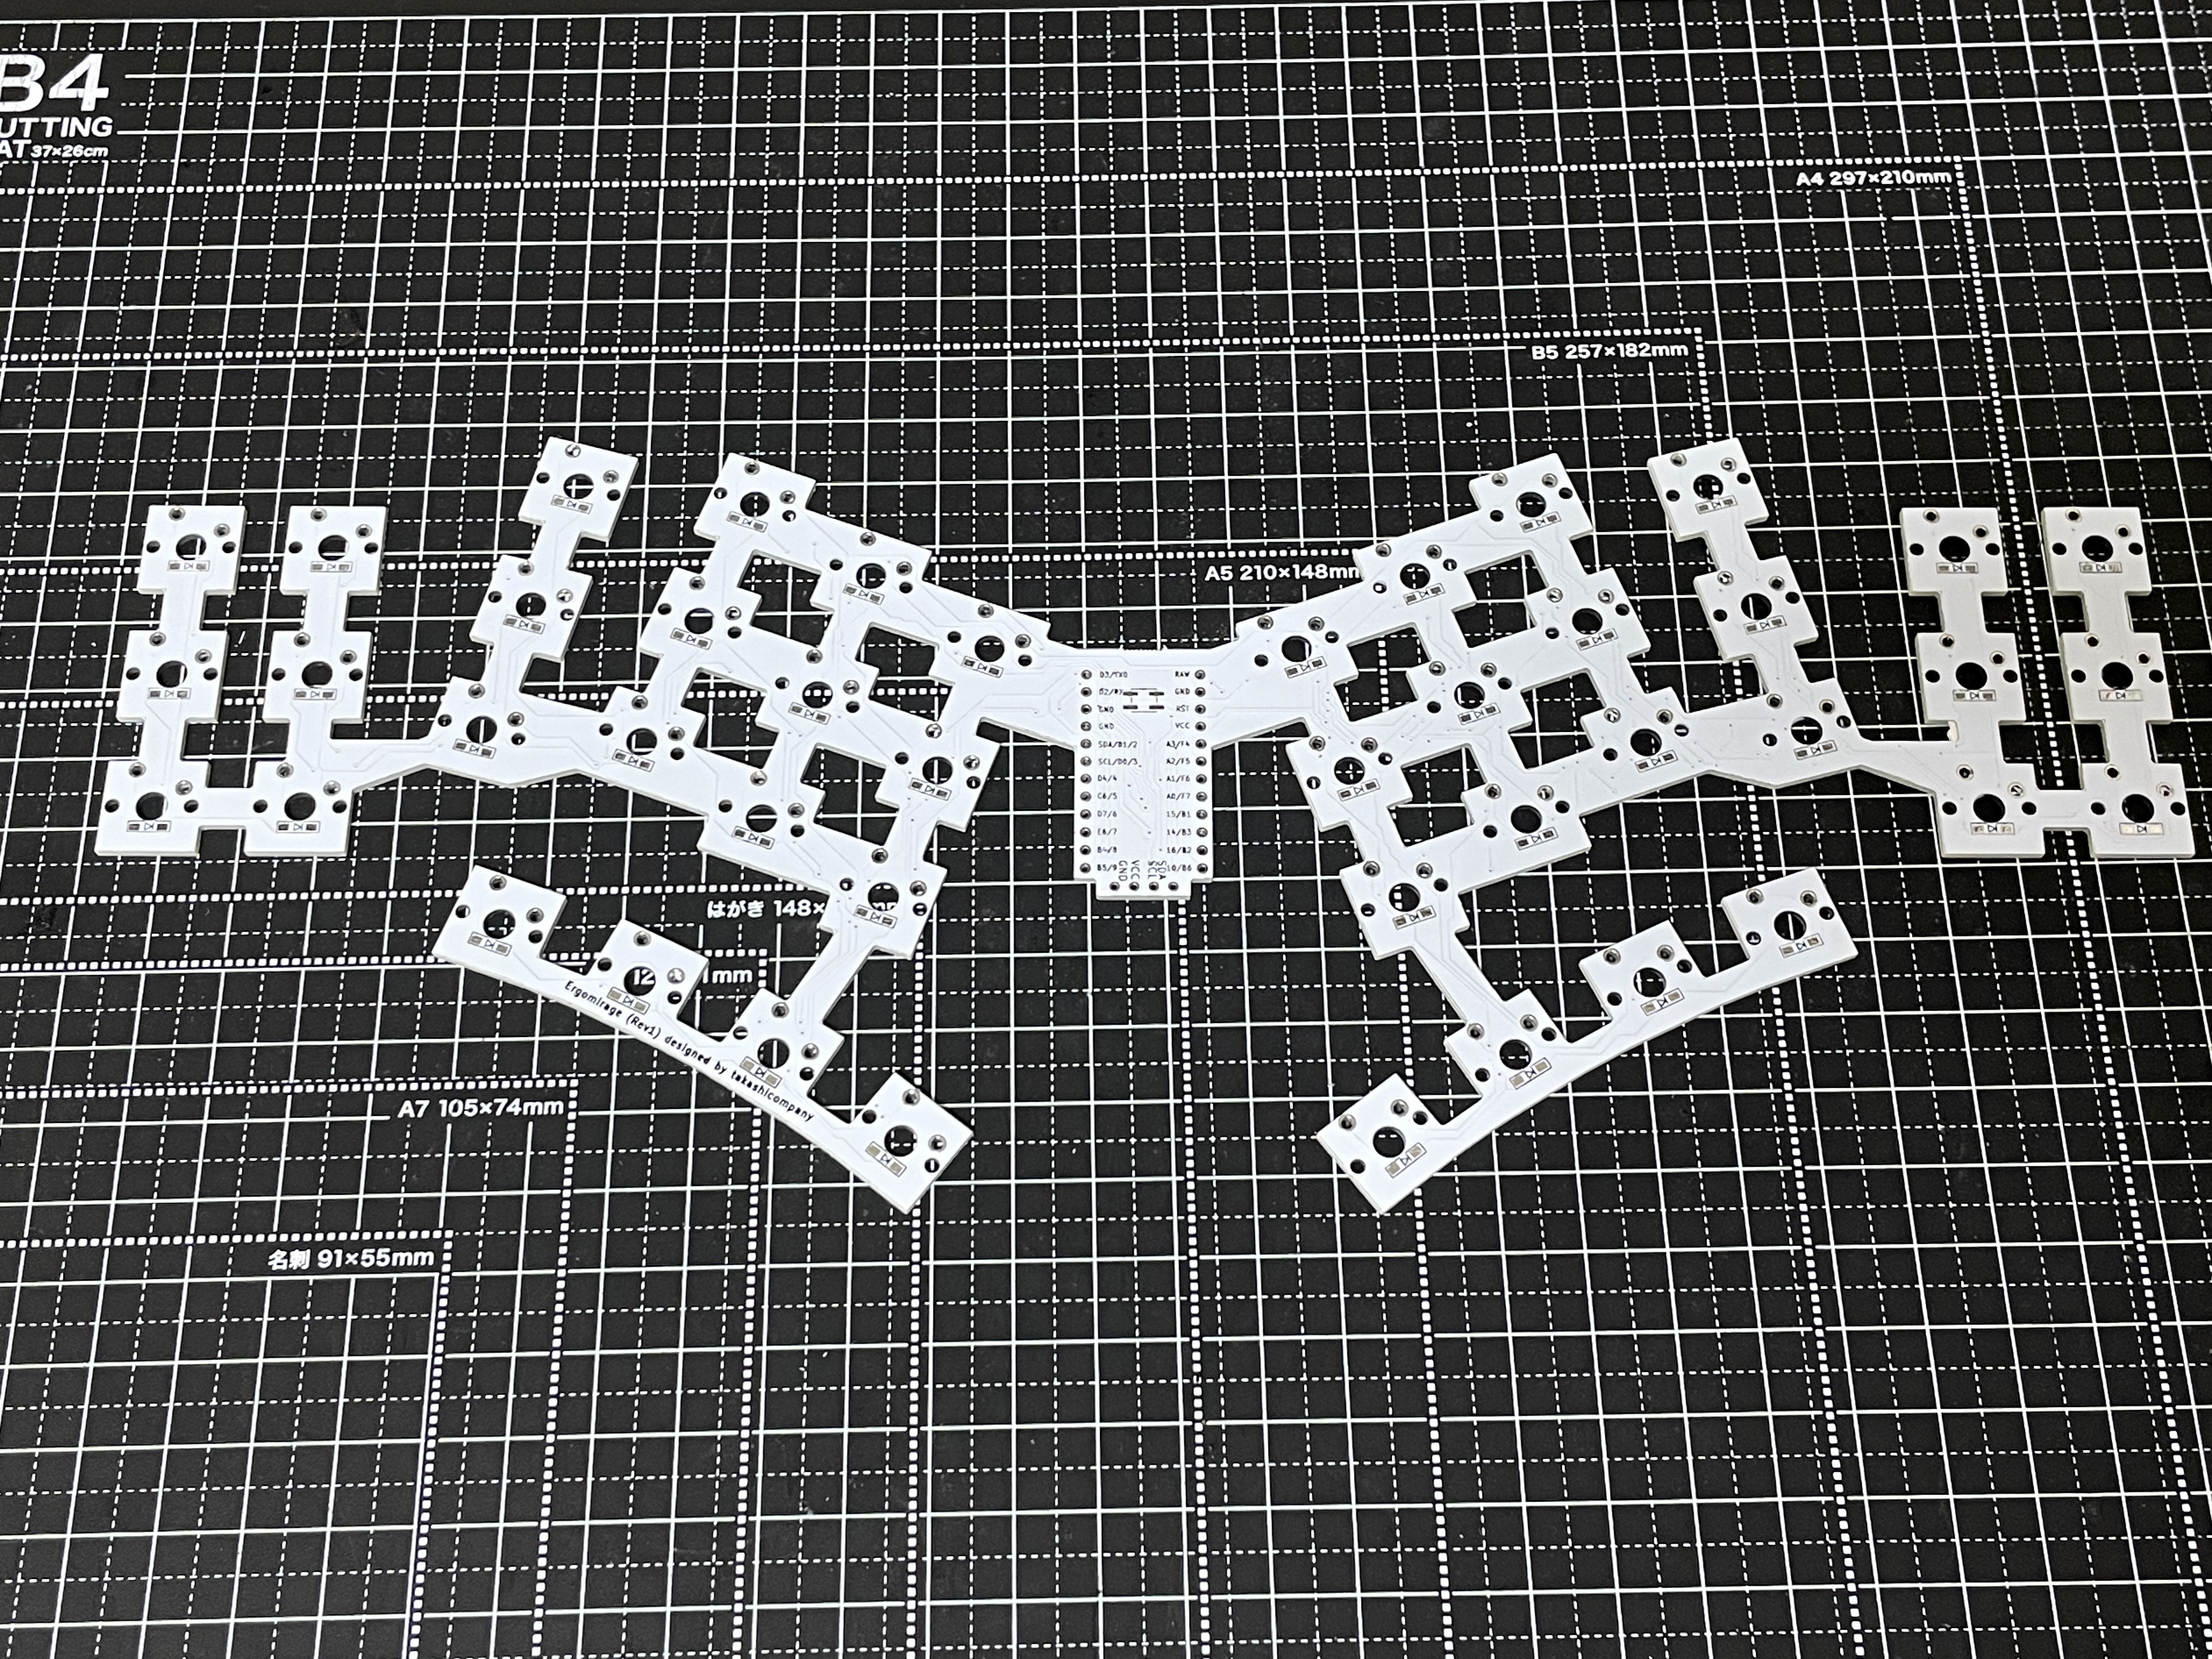 B4
UTTING
AT 37×26cm
A4 297×210mm
B5 257×182mm
A5 210×148mm
D3/TX0 RAW
D2/RX GND
GND RST
GND VCC
SDA/D1/2 A3/F4
SCL/D0/3 A2/F5
D4/4 A1/F6
C6/5 A0/F7
D7/6 15/B1
E6/7 14/B3
B4/8 16/B2
B5/9 10/B6
GND VCC SCL SDA
はがき 148×
mm
Ergomirage (Rev1) designed by takashicompany
A7 105×74mm
名刺 91×55mm